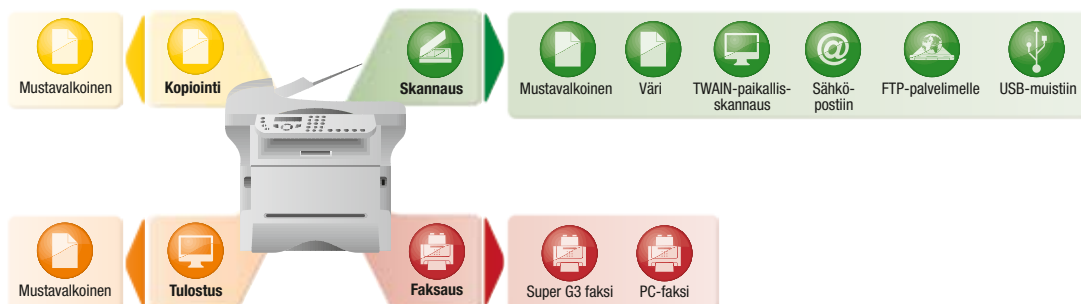 Mustavalkoinen
Kopiointi
Skannaus
Mustavalkoinen
Väri
TWAIN-paikallis-
skannaus
Sähkö-
postiin
FTP-palvelimelle
USB-muistiin
Mustavalkoinen
Tulostus
Faksaus
Super G3 faksi
PC-faksi